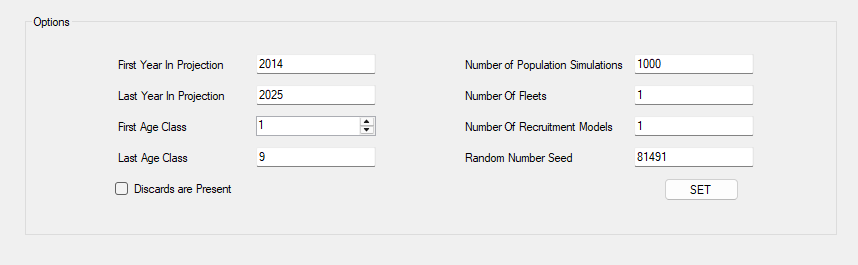 Options
First Year In Projection 2014
Last Year In Projection 2025
First Age Class 1
Last Age Class 9
Discards are Present
Number of Population Simulations 1000
Number Of Fleets 1
Number Of Recruitment Models 1
Random Number Seed 81491
SET